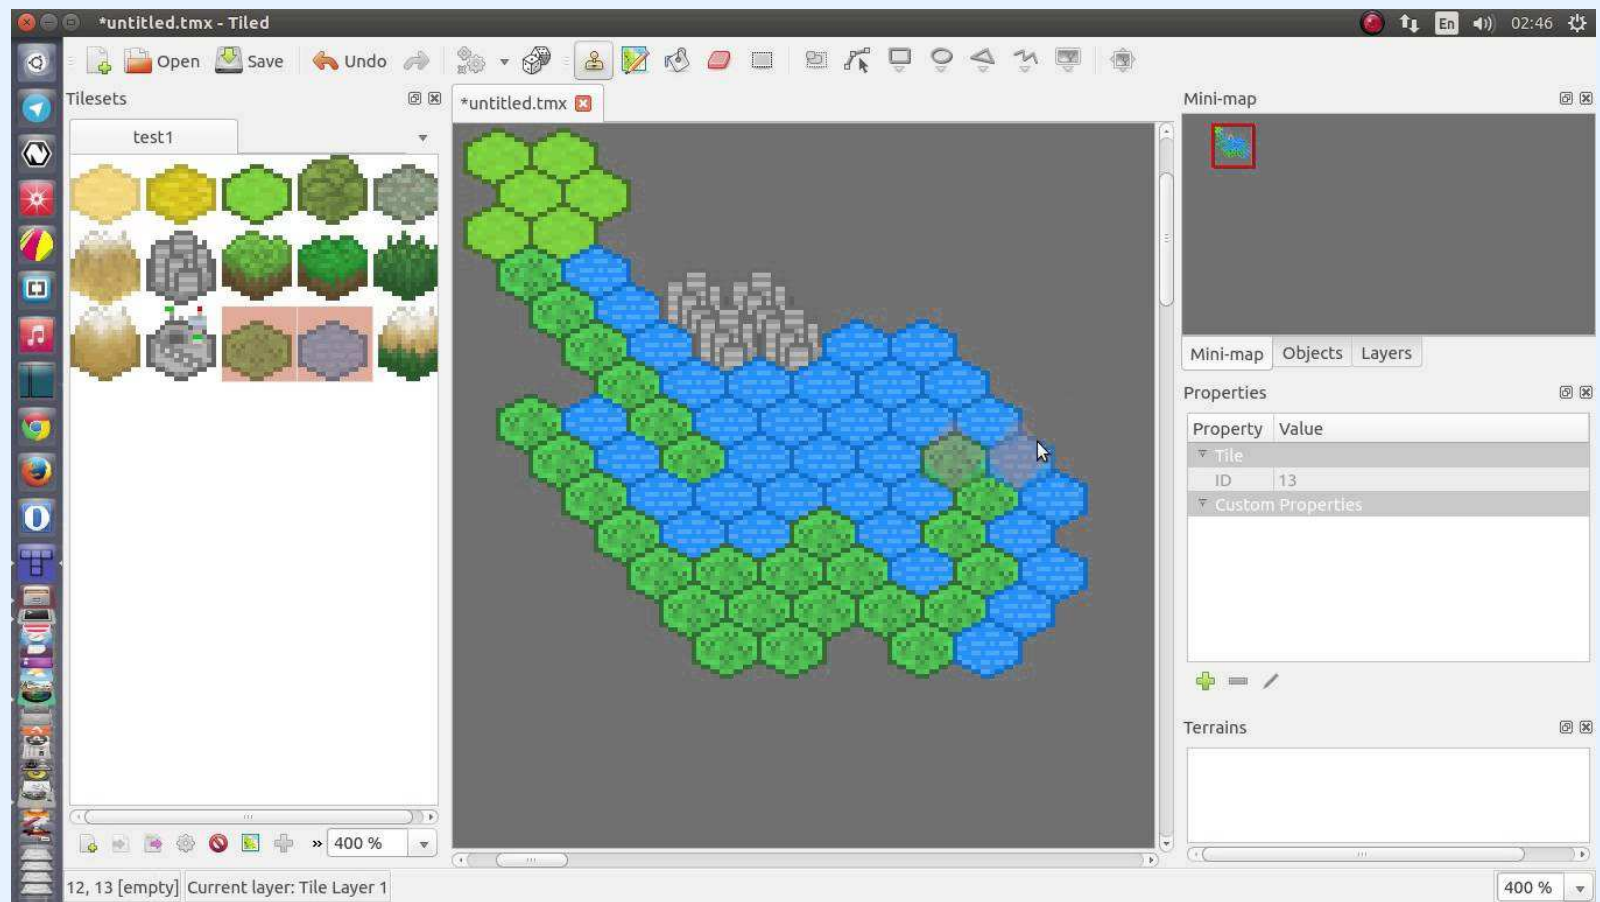 *untitled.tmx - Tiled
En
02:46
Open
Save
Undo
Tilesets
*untitled.tmx
Mini-map
test1
Mini-map
Objects
Layers
Properties
Property
Value
Tile
ID
13
Custom Properties
Terrains
»
400 %
12, 13 [empty]
Current layer: Tile Layer 1
400 %